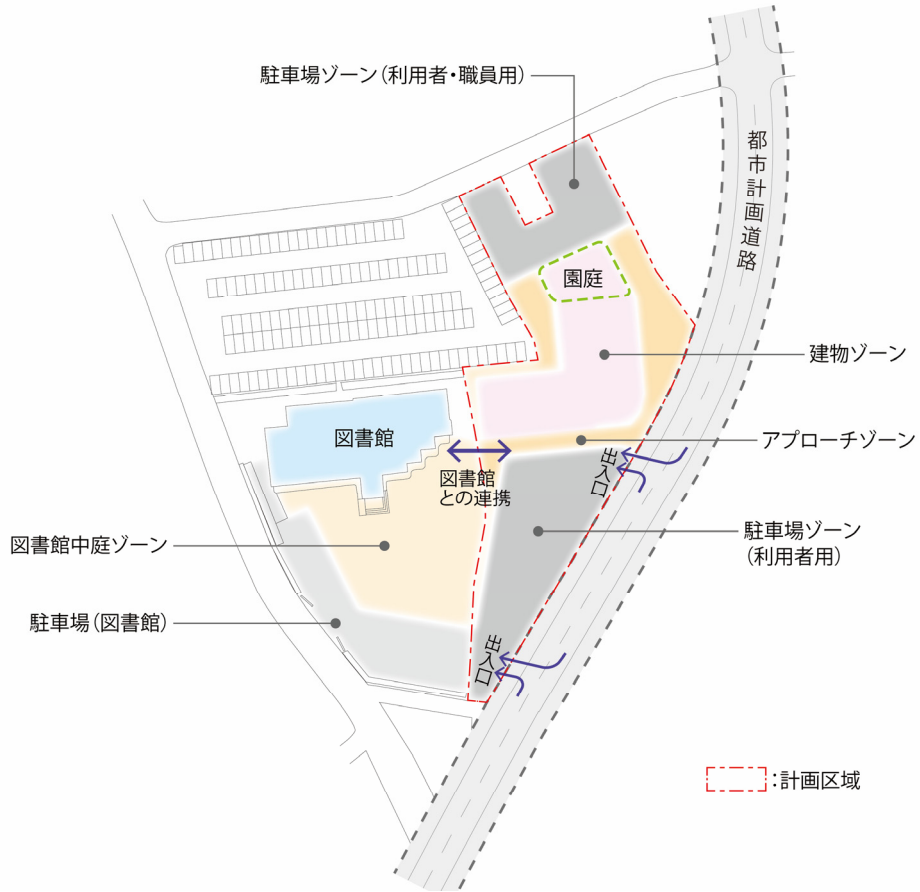 駐車場ゾーン（利用者・職員用）
都市計画道路
園庭
建物ゾーン
図書館
アプローチゾーン
図書館
との連携
出入口
図書館中庭ゾーン
駐車場ゾーン
（利用者用）
駐車場（図書館）
出入口
：計画区域